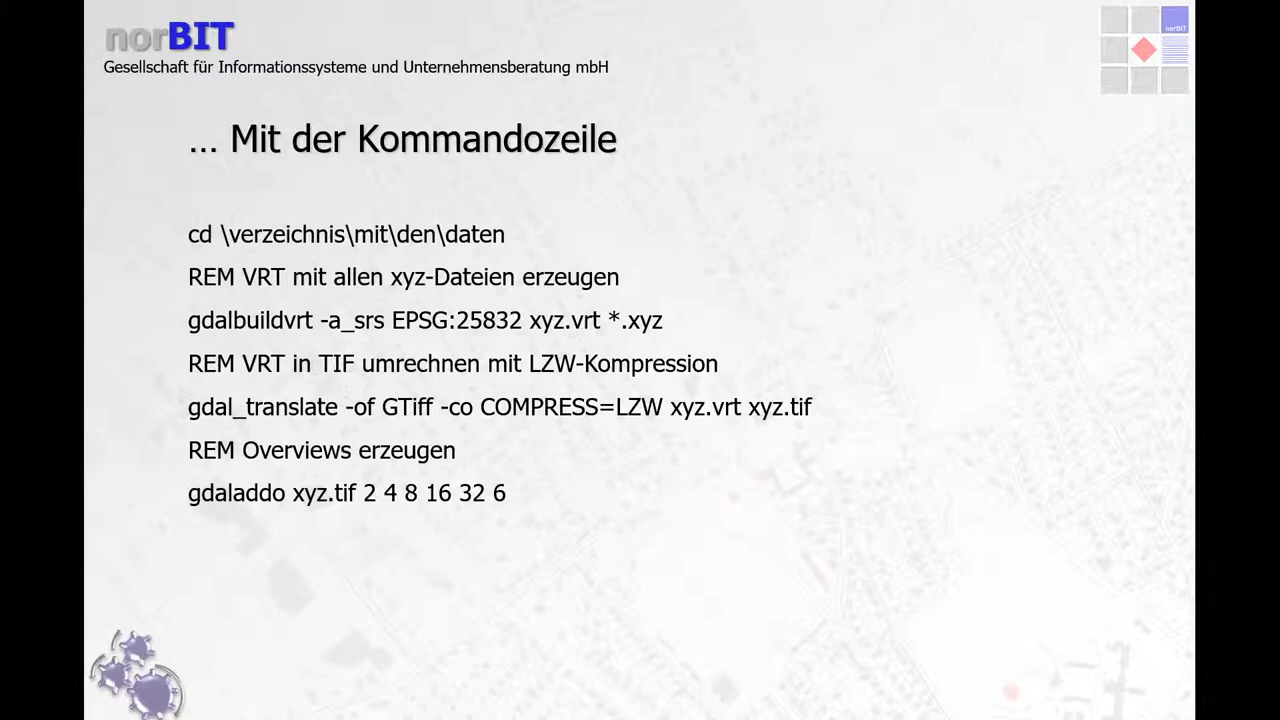 norBIT
Gesellschaft für Informationssysteme und Unternehmensberatung mbH
norBIT
... Mit der Kommandozeile
cd \verzeichnis\mit\den\daten
REM VRT mit allen xyz-Dateien erzeugen
gdalbuildvrt -a_srs EPSG:25832 xyz.vrt *.xyz
REM VRT in TIF umrechnen mit LZW-Kompression
gdal_translate -of GTiff -co COMPRESS=LZW xyz.vrt xyz.tif
REM Overviews erzeugen
gdaladdo xyz.tif 2 4 8 16 32 6